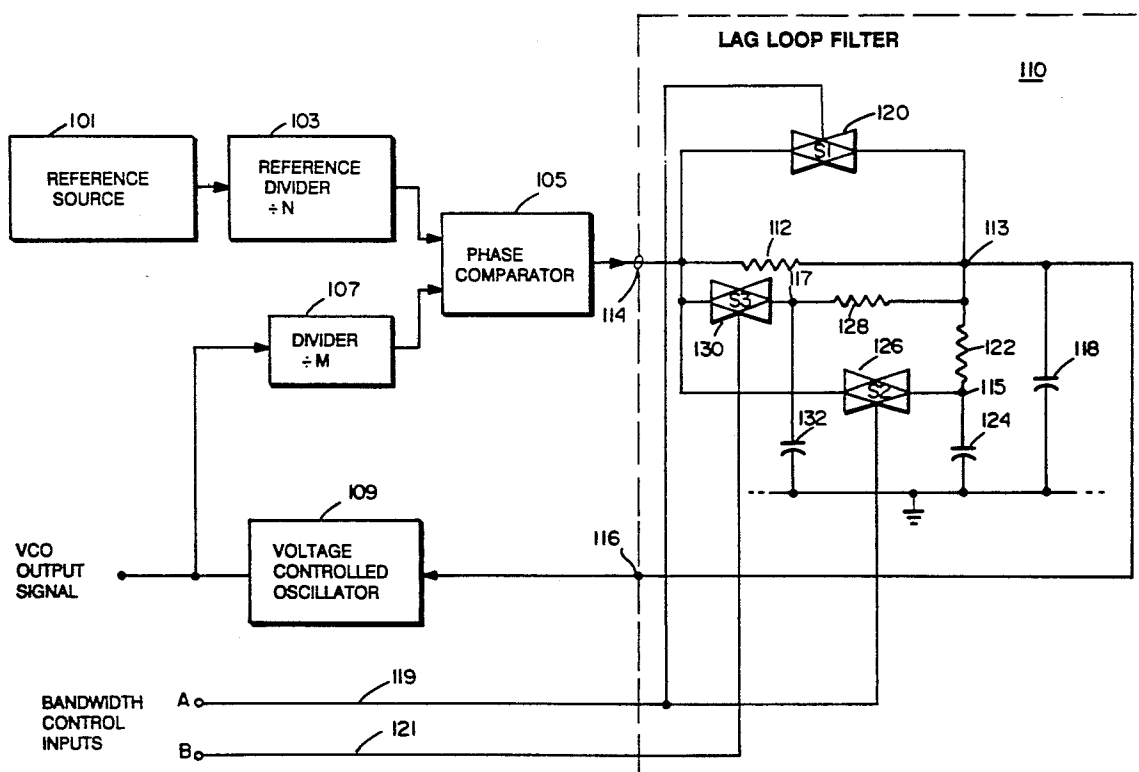 LAG LOOP FILTER
110
101
REFERENCE
SOURCE
103
REFERENCE
DIVIDER
÷N
105
PHASE
COMPARATOR
107
DIVIDER
÷M
114
120
S1
112
113
117
S3
130
128
122
118
126
S2
115
124
132
109
VOLTAGE
CONTROLLED
OSCILLATOR
116
VCO
OUTPUT
SIGNAL
BANDWIDTH
CONTROL
INPUTS
A
119
B
121